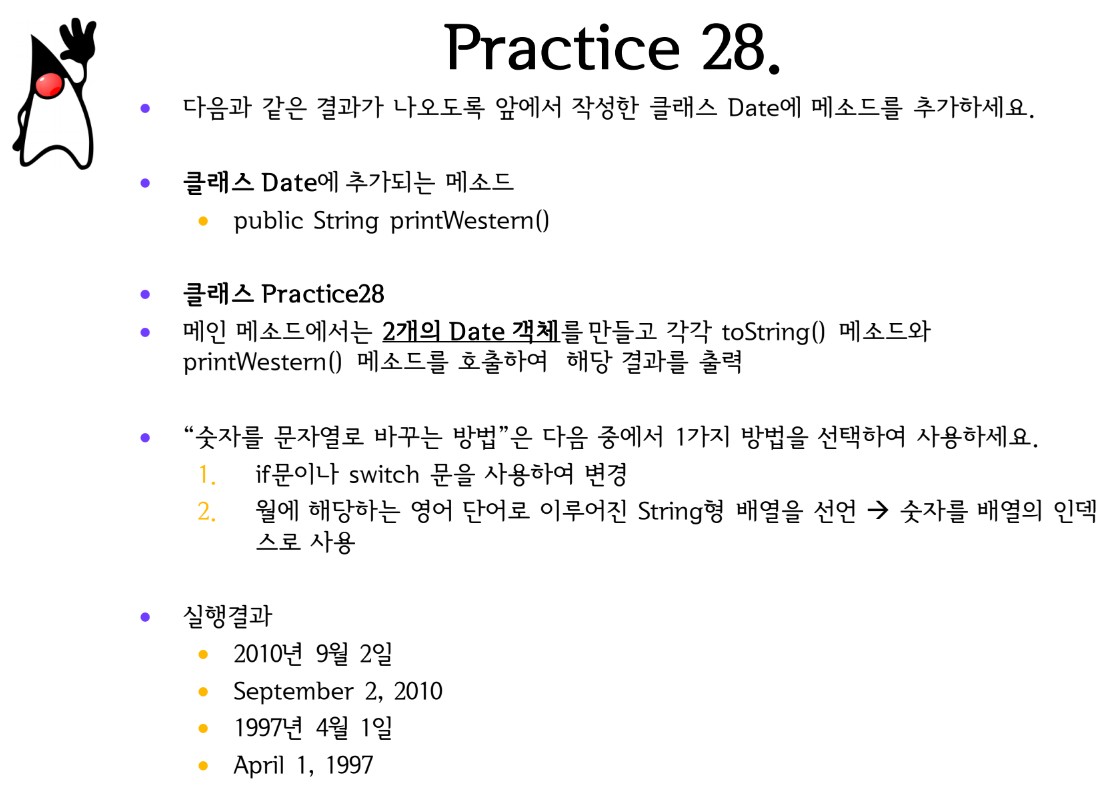 Practice 28.
• 다음과 같은 결과가 나오도록 앞에서 작성한 클래스 Date에 메소드를 추가하세요.
• 클래스 Date에 추가되는 메소드
• public String printWestern()
• 클래스 Practice28
• 메인 메소드에서는 2개의 Date 객체를 만들고 각각 toString() 메소드와
printWestern() 메소드를 호출하여 해당 결과를 출력
• “숫자를 문자열로 바꾸는 방법”은 다음 중에서 1가지 방법을 선택하여 사용하세요.
1. if문이나 switch 문을 사용하여 변경
2. 월에 해당하는 영어 단어로 이루어진 String형 배열을 선언 → 숫자를 배열의 인덱
스로 사용
• 실행결과
• 2010년 9월 2일
• September 2, 2010
• 1997년 4월 1일
• April 1, 1997